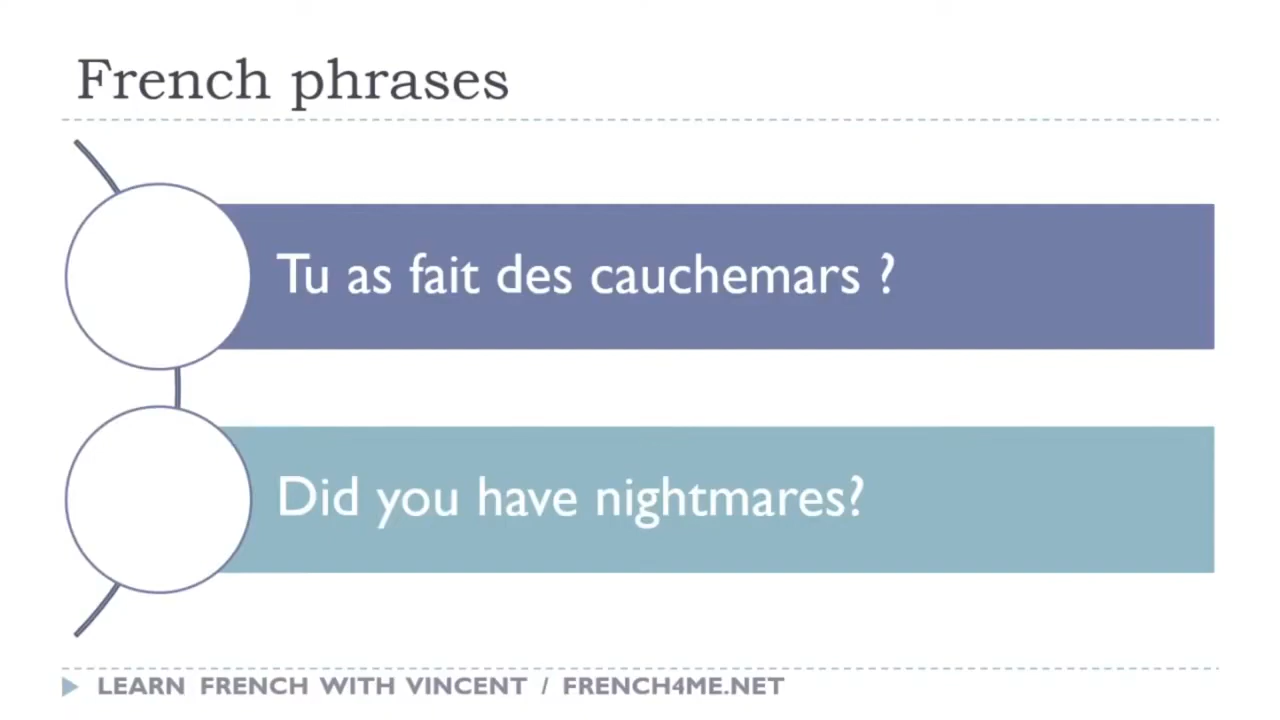 French phrases
Tu as fait des cauchemars ?
Did you have nightmares?
LEARN FRENCH WITH VINCENT / FRENCH4ME.NET